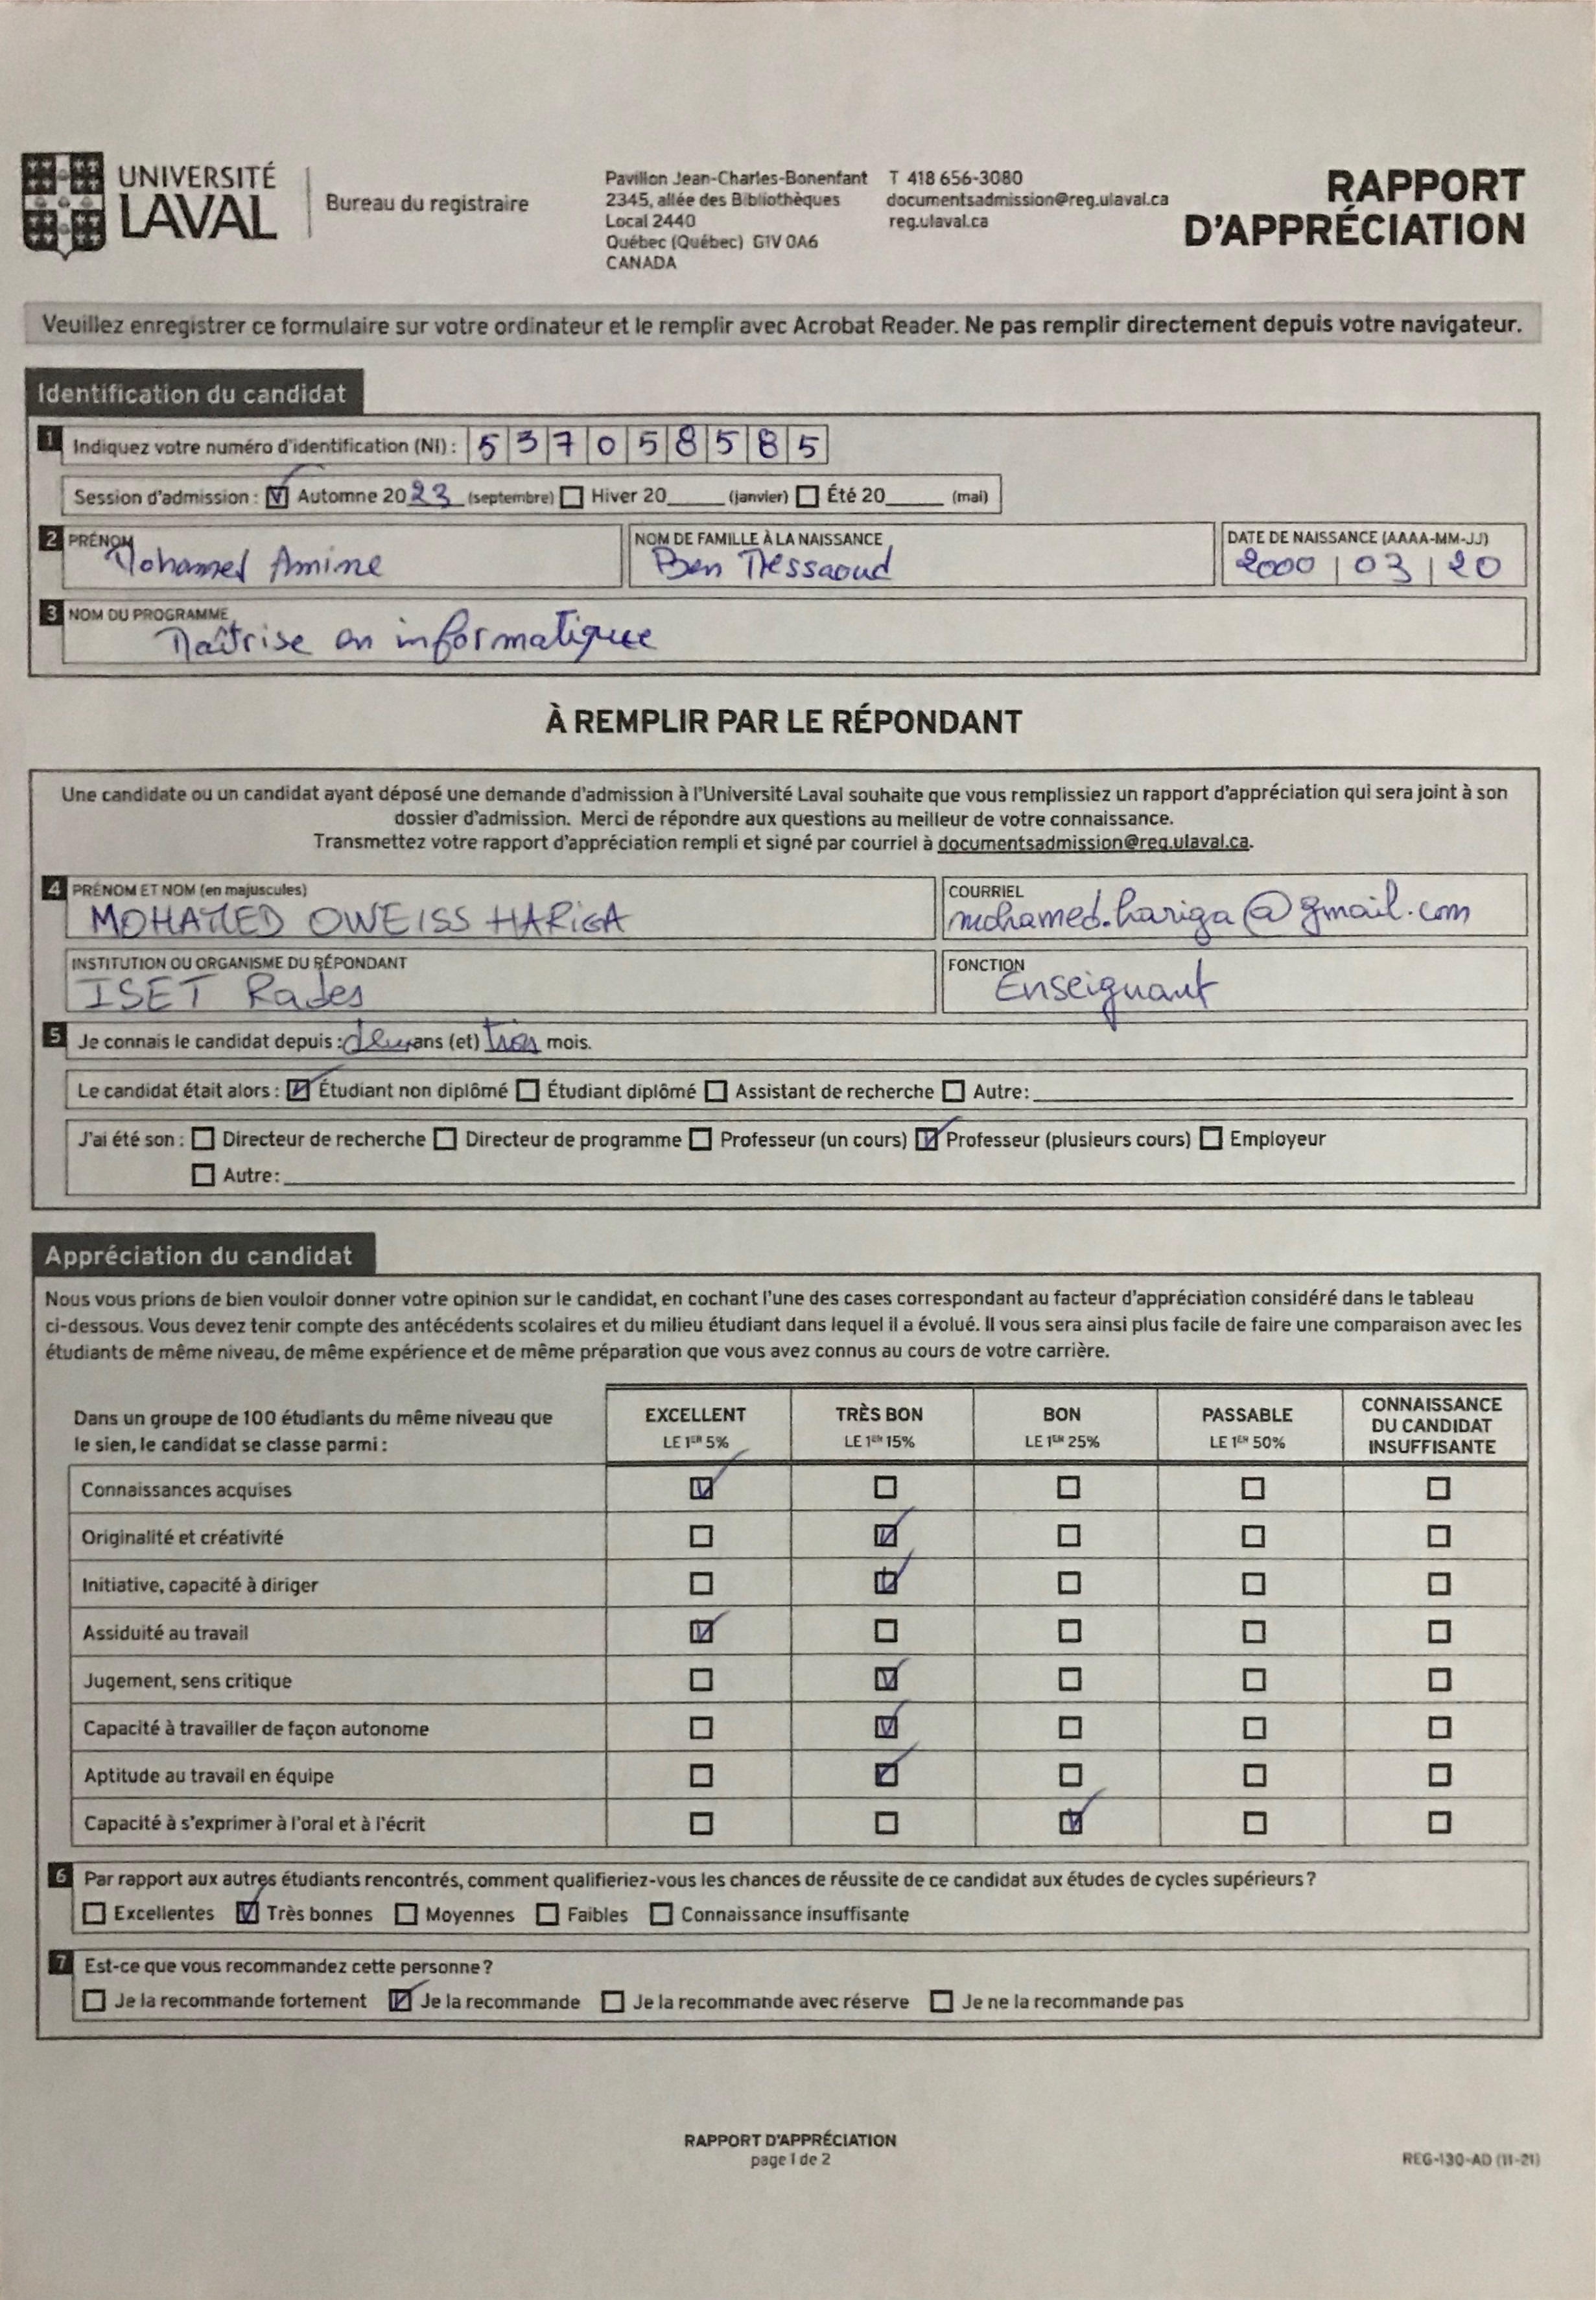 UNIVERSITÉ
LAVAL
Bureau du registraire
Pavillon Jean-Charles-Bonenfant
2345, allée des Bibliothèques
Local 2440
Québec (Québec) G1V 0A6
CANADA
T 418 656-3080
documentsadmission@reg.ulaval.ca
reg.ulaval.ca
RAPPORT
D'APPRÉCIATION
Veuillez enregistrer ce formulaire sur votre ordinateur et le remplir avec Acrobat Reader. Ne pas remplir directement depuis votre navigateur.
Identification du candidat
1 Indiquez votre numéro d'identification (NI) : 5 3 7 0 5 8 5 8 5
Session d'admission : Automne 2023 (septembre) Hiver 20____ (janvier) Été 20____ (mai)
2 PRÉNOM
Mohamed Amine
NOM DE FAMILLE À LA NAISSANCE
Ben Messaoud
DATE DE NAISSANCE (AAAA-MM-JJ)
2000 | 03 | 20
3 NOM DU PROGRAMME
Maîtrise en informatique
À REMPLIR PAR LE RÉPONDANT
Une candidate ou un candidat ayant déposé une demande d'admission à l'Université Laval souhaite que vous remplissiez un rapport d'appréciation qui sera joint à son
dossier d'admission. Merci de répondre aux questions au meilleur de votre connaissance.
Transmettez votre rapport d'appréciation rempli et signé par courriel à documentsadmission@reg.ulaval.ca.
4 PRÉNOM ET NOM (en majuscules)
MOHAMED OWEISS HARIGA
COURRIEL
mohamed.hariga@gmail.com
INSTITUTION OU ORGANISME DU RÉPONDANT
ISET Rades
FONCTION
Enseignant
5 Je connais le candidat depuis : deux ans (et) trois mois.
Le candidat était alors : Étudiant non diplômé Étudiant diplômé Assistant de recherche Autre:
J'ai été son : Directeur de recherche Directeur de programme Professeur (un cours) Professeur (plusieurs cours) Employeur
Autre:
Appréciation du candidat
Nous vous prions de bien vouloir donner votre opinion sur le candidat, en cochant l'une des cases correspondant au facteur d'appréciation considéré dans le tableau
ci-dessous. Vous devez tenir compte des antécédents scolaires et du milieu étudiant dans lequel il a évolué. Il vous sera ainsi plus facile de faire une comparaison avec les
étudiants de même niveau, de même expérience et de même préparation que vous avez connus au cours de votre carrière.
Dans un groupe de 100 étudiants du même niveau que
le sien, le candidat se classe parmi :
EXCELLENT
LE 1ER 5%
TRÈS BON
LE 1ER 15%
BON
LE 1ER 25%
PASSABLE
LE 1ER 50%
CONNAISSANCE
DU CANDIDAT
INSUFFISANTE
Connaissances acquises
Originalité et créativité
Initiative, capacité à diriger
Assiduité au travail
Jugement, sens critique
Capacité à travailler de façon autonome
Aptitude au travail en équipe
Capacité à s'exprimer à l'oral et à l'écrit
6 Par rapport aux autres étudiants rencontrés, comment qualifieriez-vous les chances de réussite de ce candidat aux études de cycles supérieurs ?
Excellentes Très bonnes Moyennes Faibles Connaissance insuffisante
7 Est-ce que vous recommandez cette personne ?
Je la recommande fortement Je la recommande Je la recommande avec réserve Je ne la recommande pas
RAPPORT D'APPRÉCIATION
page 1 de 2
REG-130-AD (11-21)